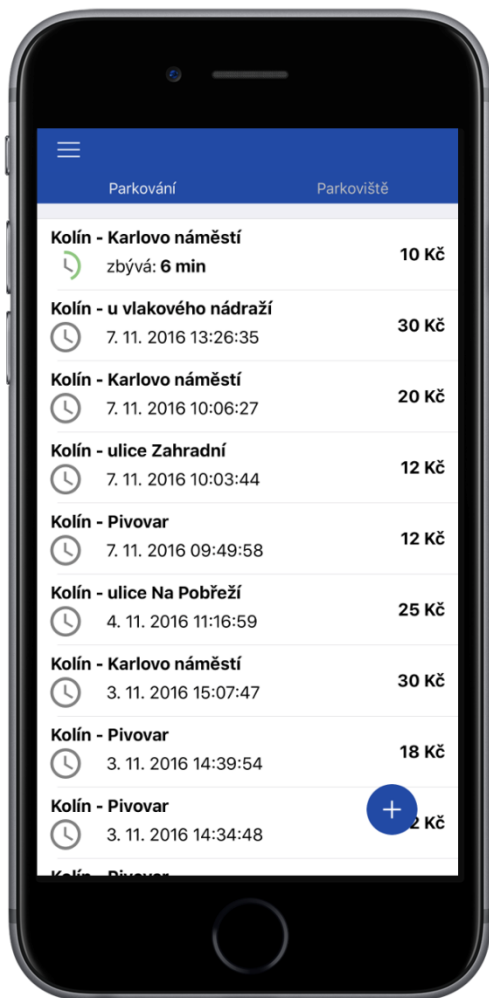 Parkování Parkoviště
Kolín - Karlovo náměstí
zbývá: 6 min 10 Kč
Kolín - u vlakového nádraží
7. 11. 2016 13:26:35 30 Kč
Kolín - Karlovo náměstí
7. 11. 2016 10:06:27 20 Kč
Kolín - ulice Zahradní
7. 11. 2016 10:03:44 12 Kč
Kolín - Pivovar
7. 11. 2016 09:49:58 12 Kč
Kolín - ulice Na Pobřeží
4. 11. 2016 11:16:59 25 Kč
Kolín - Karlovo náměstí
3. 11. 2016 15:07:47 30 Kč
Kolín - Pivovar
3. 11. 2016 14:39:54 18 Kč
Kolín - Pivovar
3. 11. 2016 14:34:48 Kč
Kolín - Pivovar